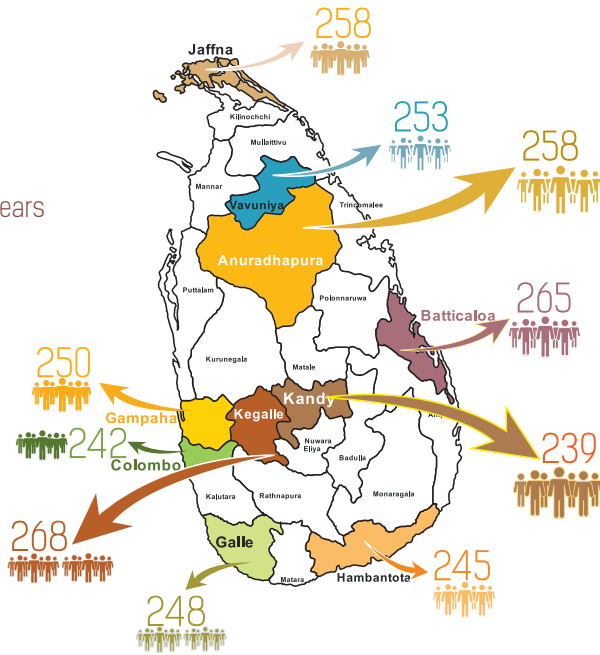 258
Jaffna
Kilinochchi
253
Mullaittivu
258
Mannar
ears
Vavuniya
Trincomalee
Anuradhapura
Puttalam
Polonnaruwa
265
Batticaloa
250
Kurunegala
Matale
Kandy
Gampaha
Kegalle
242
Colombo
Nuwara
Eliya
Badulla
239
Kalutara
Rathnapura
Monaragala
268
Galle
245
Matara
Hambantota
248